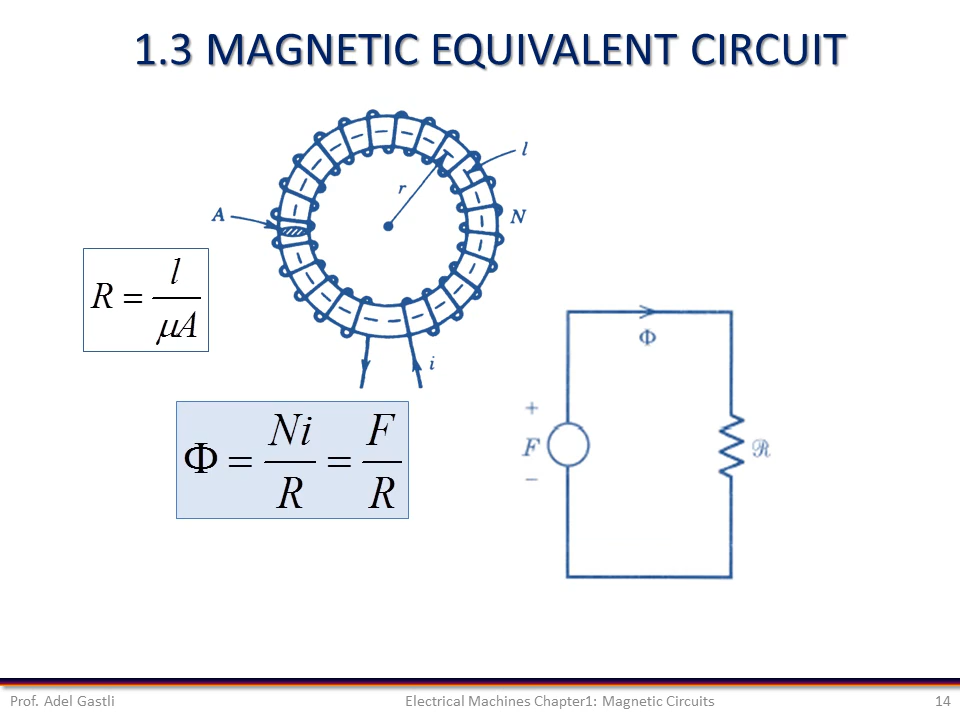 1.3 MAGNETIC EQUIVALENT CIRCUIT
l
r
A
N
R = l / μA
i
Φ
Φ = Ni / R = F / R
+
F
−
ℛ
Prof. Adel Gastli
Electrical Machines Chapter1: Magnetic Circuits
14